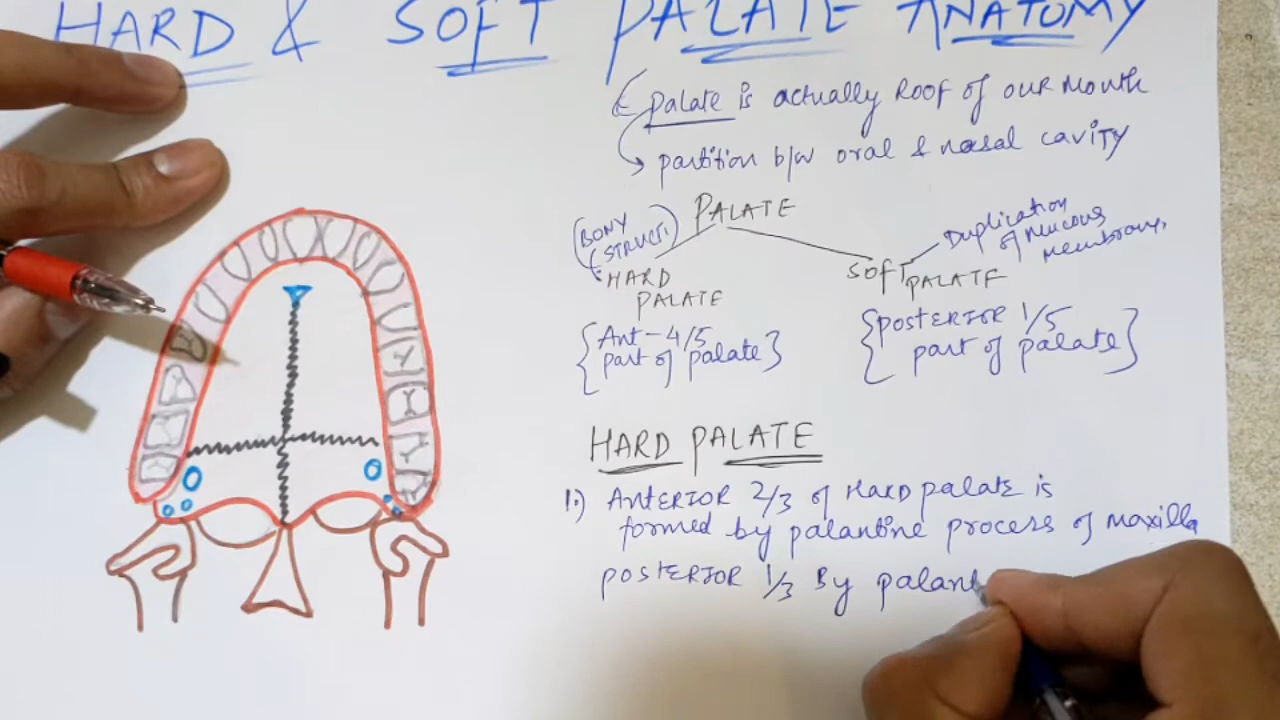 HARD & SOFT PALATE ANATOMY
palate is actually Roof of our Mouth
partition b/w oral & nasal cavity
PALATE
(BONY
STRUCT)
Duplication
of mucous
membrane,
HARD
PALATE
SOFT
PALATE
{Ant-4/5
part of palate}
{POSTERIOR 1/5
part of palate}
HARD PALATE
1.) ANTERIOR 2/3 of HARD palate is
formed by palantine process of maxilla
POSTERIOR 1/3 By palant